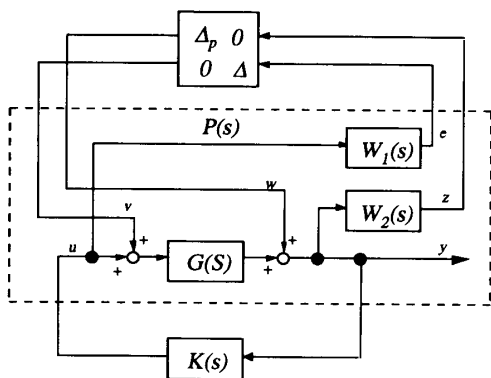 Δp 0
0 Δ
P(s)
e
W1(s)
w
z
W2(s)
v
u
+
+
y
+
G(S)
+
K(s)